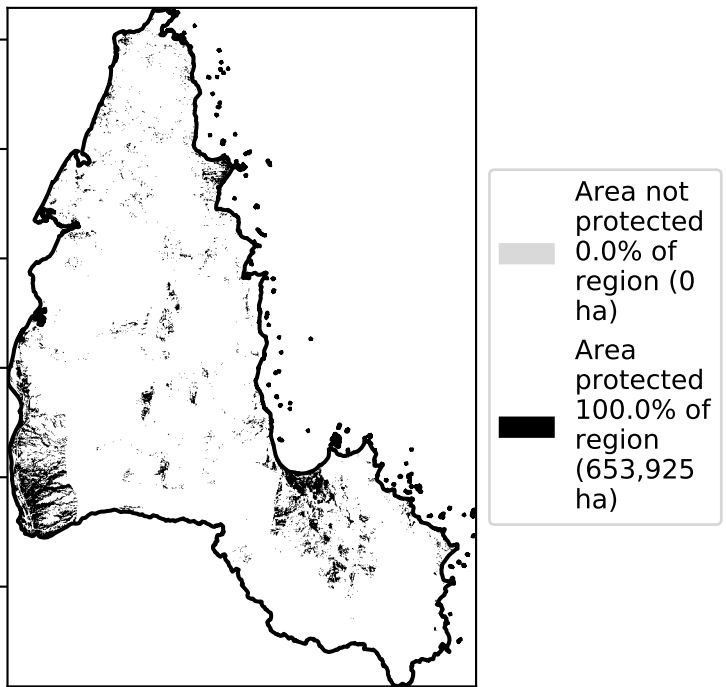 Area not
protected
0.0% of
region (0
ha)
Area
protected
100.0% of
region
(653,925
ha)